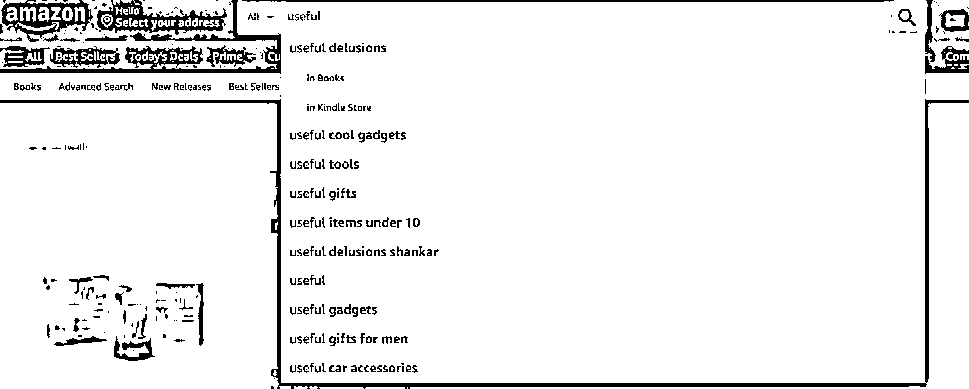 amazon
Hello
Select your address
All
useful
All Best Sellers Today's Deals Prime
Books Advanced Search New Releases Best Sellers
useful delusions
in Books
in Kindle Store
useful cool gadgets
useful tools
useful gifts
useful items under 10
useful delusions shankar
useful
useful gadgets
useful gifts for men
useful car accessories